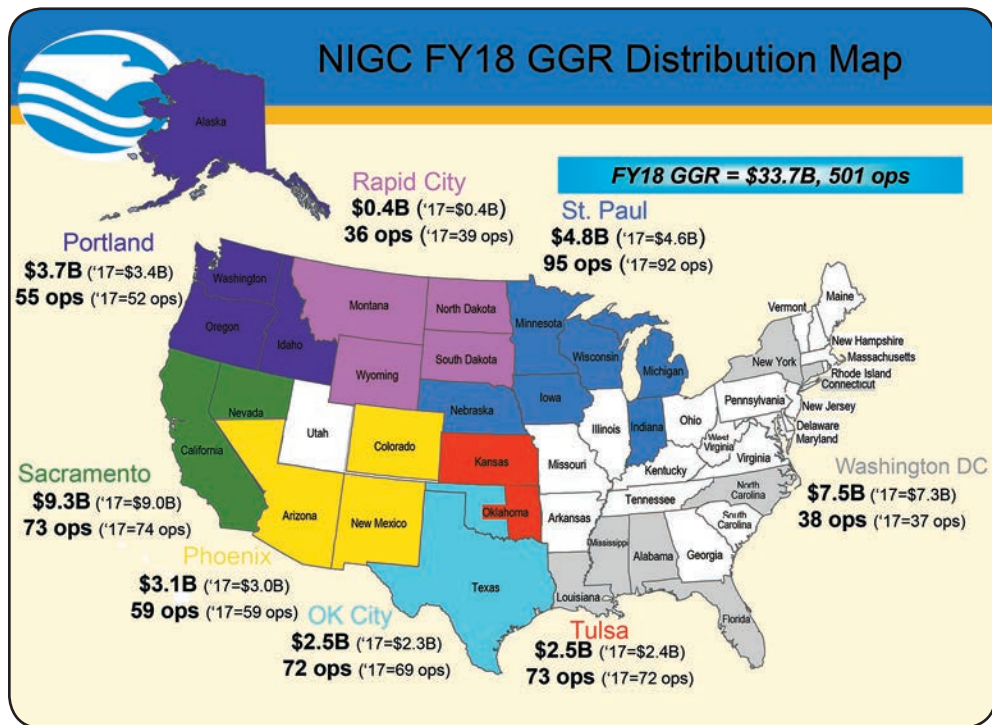 NIGC FY18 GGR Distribution Map
Alaska
FY18 GGR = $33.7B, 501 ops
Rapid City
$0.4B ('17=$0.4B)
36 ops ('17=39 ops)
St. Paul
$4.8B ('17=$4.6B)
95 ops ('17=92 ops)
Portland
$3.7B ('17=$3.4B)
55 ops ('17=52 ops)
Washington
Oregon
Idaho
Montana
Wyoming
North Dakota
South Dakota
Minnesota
Wisconsin
Michigan
Iowa
Nebraska
Indiana
Illinois
Ohio
Vermont
Maine
New Hampshire
Massachusetts
New York
Rhode Island
Connecticut
Pennsylvania
New Jersey
Delaware
Maryland
West
Virginia
Virginia
Kentucky
Nevada
California
Utah
Colorado
Kansas
Missouri
Arizona
New Mexico
Oklahoma
Arkansas
Tennessee
North
Carolina
South
Carolina
Mississippi
Alabama
Georgia
Texas
Louisiana
Florida
Washington DC
$7.5B ('17=$7.3B)
38 ops ('17=37 ops)
Sacramento
$9.3B ('17=$9.0B)
73 ops ('17=74 ops)
Phoenix
$3.1B ('17=$3.0B)
59 ops ('17=59 ops)
OK City
$2.5B ('17=$2.3B)
72 ops ('17=69 ops)
Tulsa
$2.5B ('17=$2.4B)
73 ops ('17=72 ops)